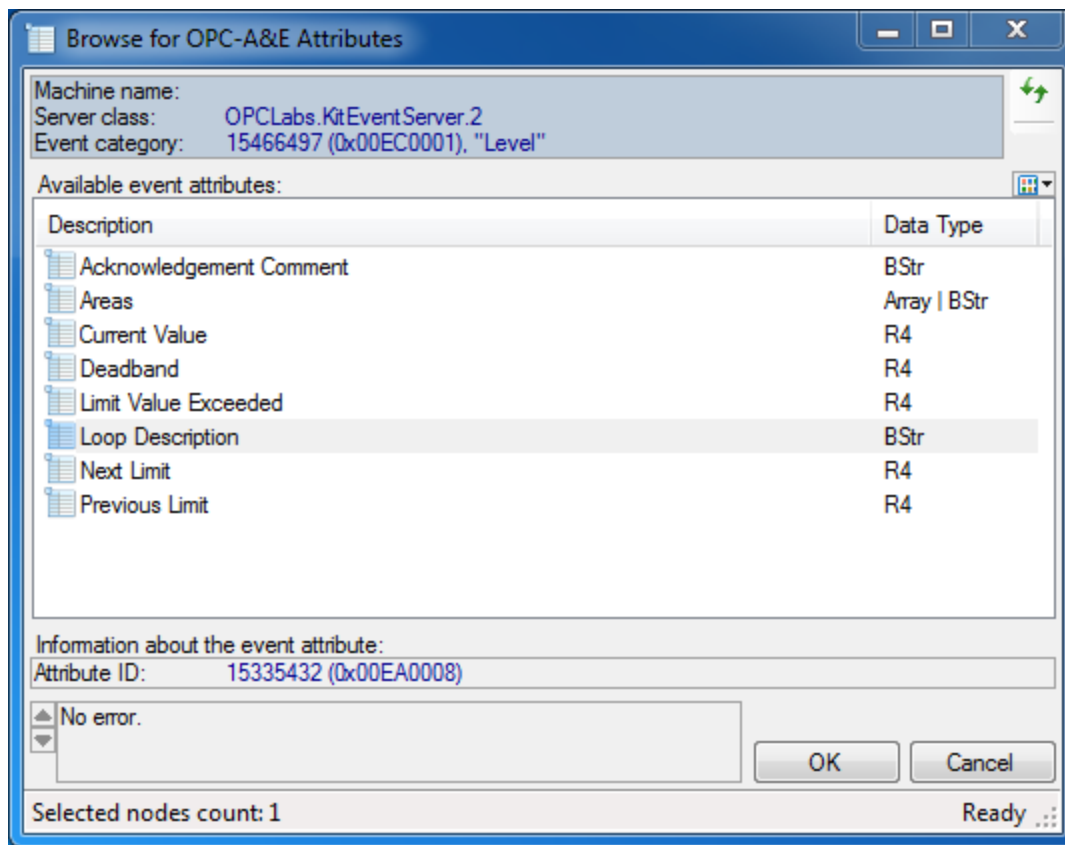 Browse for OPC-A&E Attributes
Machine name:
Server class: OPCLabs.KitEventServer.2
Event category: 15466497 (0x00EC0001), "Level"
Available event attributes:
Description Data Type
Acknowledgement Comment BStr
Areas Array | BStr
Current Value R4
Deadband R4
Limit Value Exceeded R4
Loop Description BStr
Next Limit R4
Previous Limit R4
Information about the event attribute:
Attribute ID: 15335432 (0x00EA0008)
No error.
OK Cancel
Selected nodes count: 1 Ready